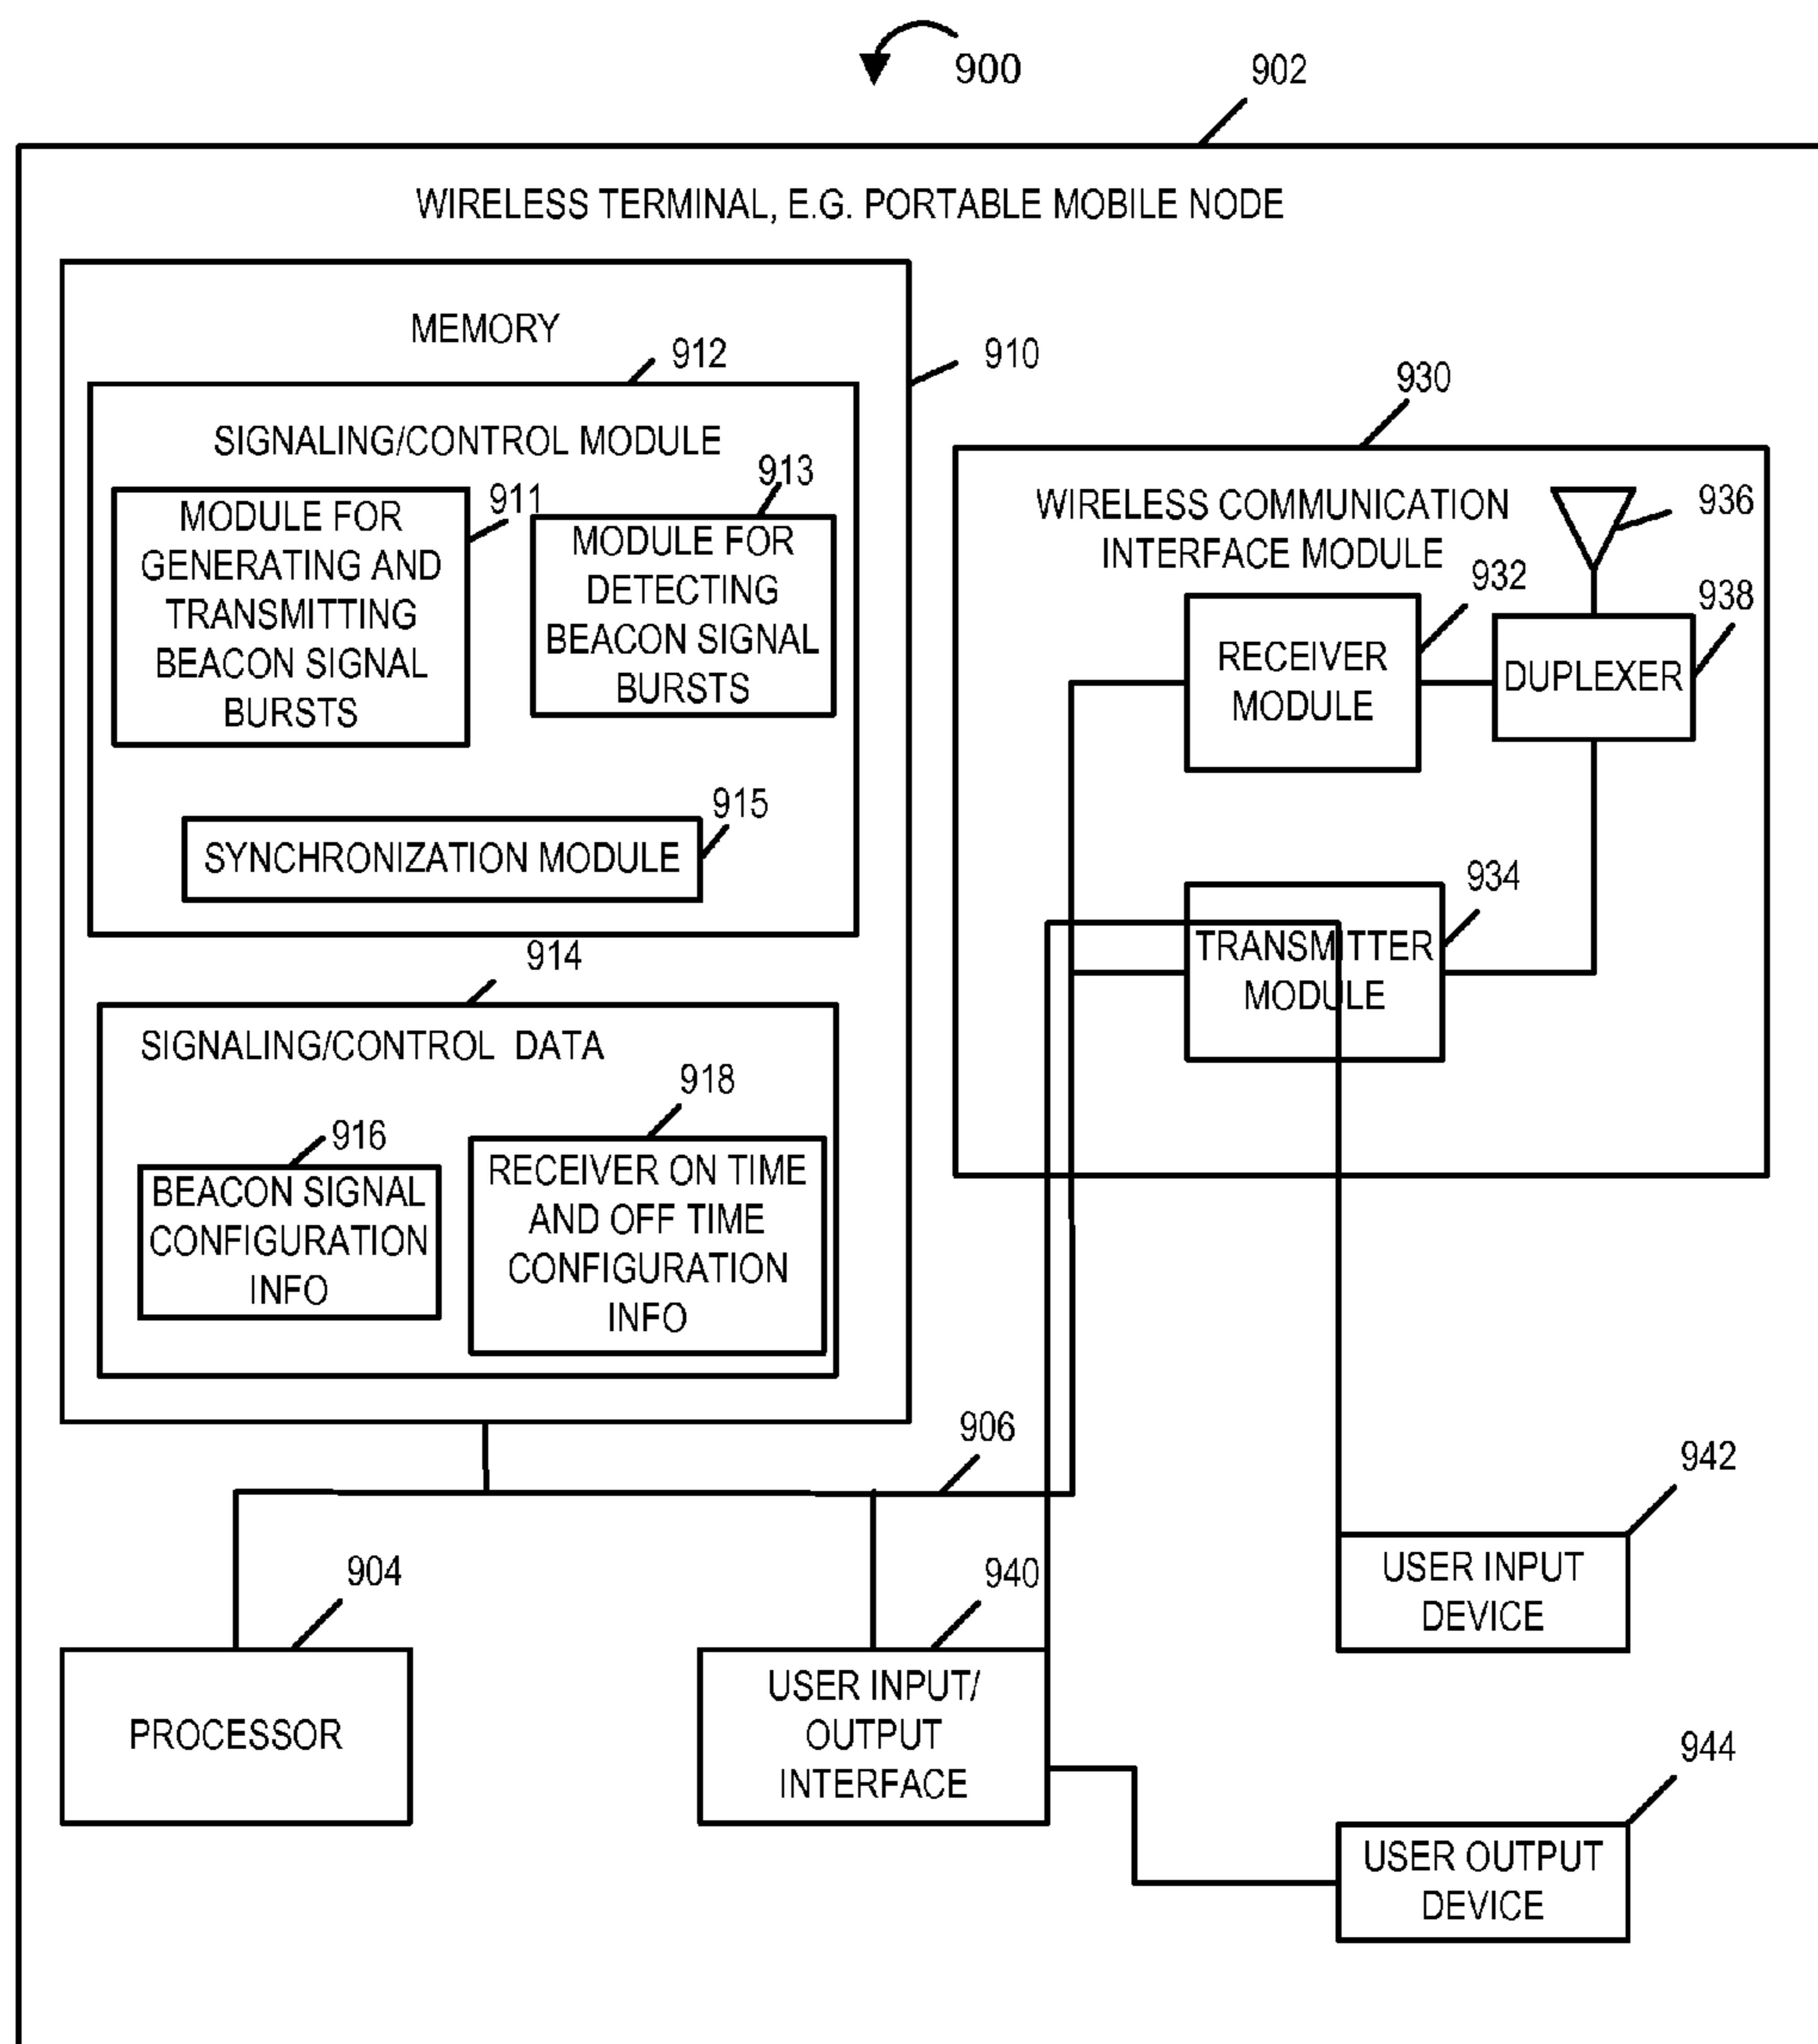 900
902
WIRELESS TERMINAL, E.G. PORTABLE MOBILE NODE
MEMORY
912
910
SIGNALING/CONTROL MODULE
911
MODULE FOR
GENERATING AND
TRANSMITTING
BEACON SIGNAL
BURSTS
913
MODULE FOR
DETECTING
BEACON SIGNAL
BURSTS
915
SYNCHRONIZATION MODULE
914
SIGNALING/CONTROL DATA
916
BEACON SIGNAL
CONFIGURATION
INFO
918
RECEIVER ON TIME
AND OFF TIME
CONFIGURATION
INFO
930
WIRELESS COMMUNICATION
INTERFACE MODULE
936
932
RECEIVER
MODULE
938
DUPLEXER
934
TRANSMITTER
MODULE
906
904
PROCESSOR
940
USER INPUT/
OUTPUT
INTERFACE
942
USER INPUT
DEVICE
944
USER OUTPUT
DEVICE